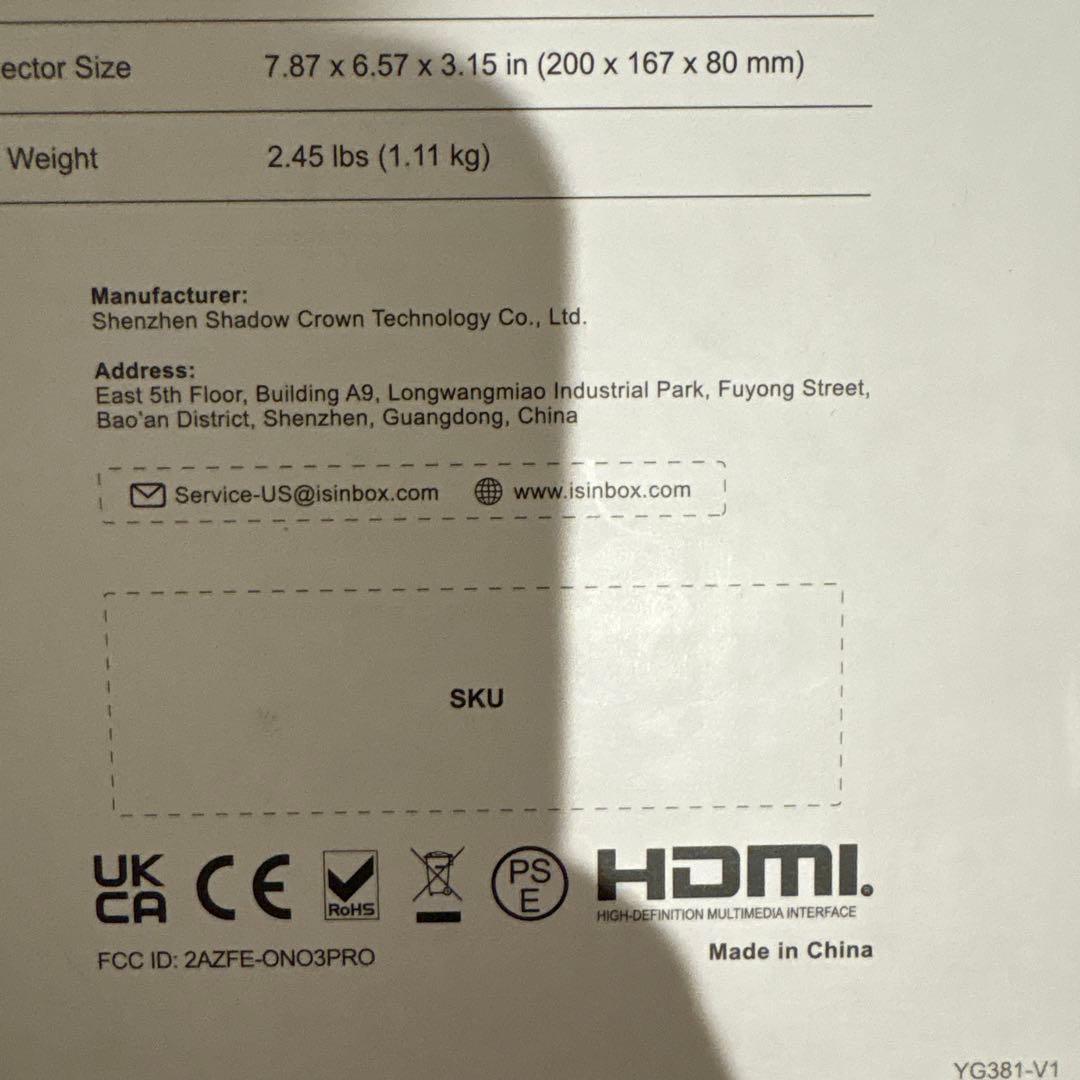 ector Size 7.87 x 6.57 x 3.15 in (200 x 167 x 80 mm)
Weight 2.45 lbs (1.11 kg)
Manufacturer:
Shenzhen Shadow Crown Technology Co., Ltd.
Address:
East 5th Floor, Building A9, Longwangmiao Industrial Park, Fuyong Street,
Bao'an District, Shenzhen, Guangdong, China
Service-US@isinbox.com www.isinbox.com
SKU
UK
CA CE RoHS PS
E HDMI
HIGH-DEFINITION MULTIMEDIA INTERFACE
FCC ID: 2AZFE-ONO3PRO Made in China
YG381-V1